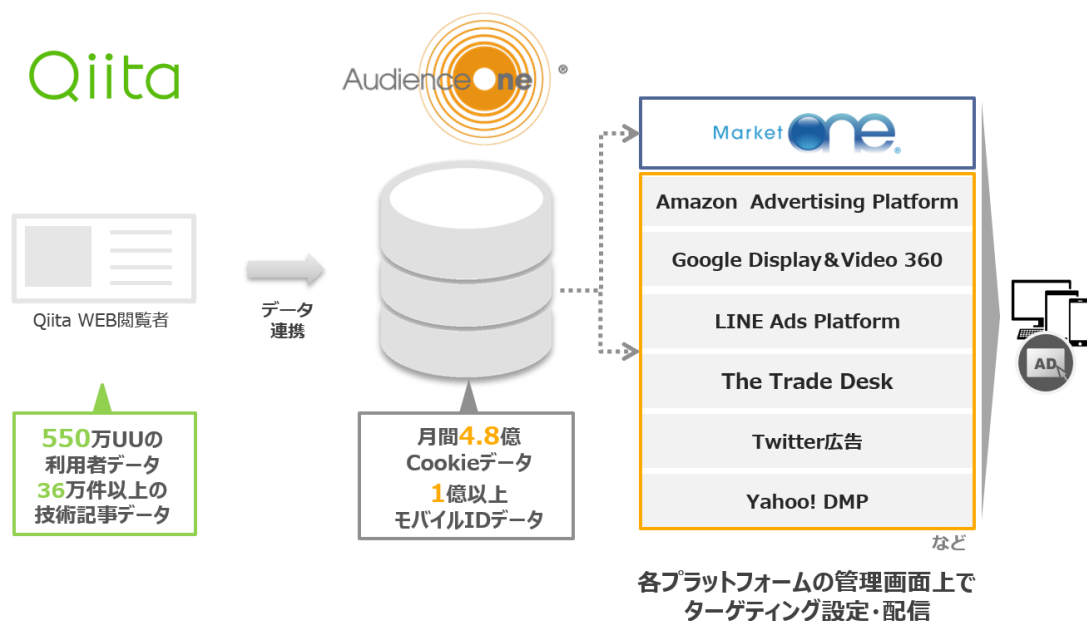 Qiita
AudienceOne®
Market One®
Amazon Advertising Platform
Google Display&Video 360
LINE Ads Platform
The Trade Desk
Twitter広告
Yahoo! DMP
など
Qiita WEB閲覧者
データ
連携
AD
550万UUの
利用者データ
36万件以上の
技術記事データ
月間4.8億
Cookieデータ
1億以上
モバイルIDデータ
各プラットフォームの管理画面上で
ターゲティング設定・配信